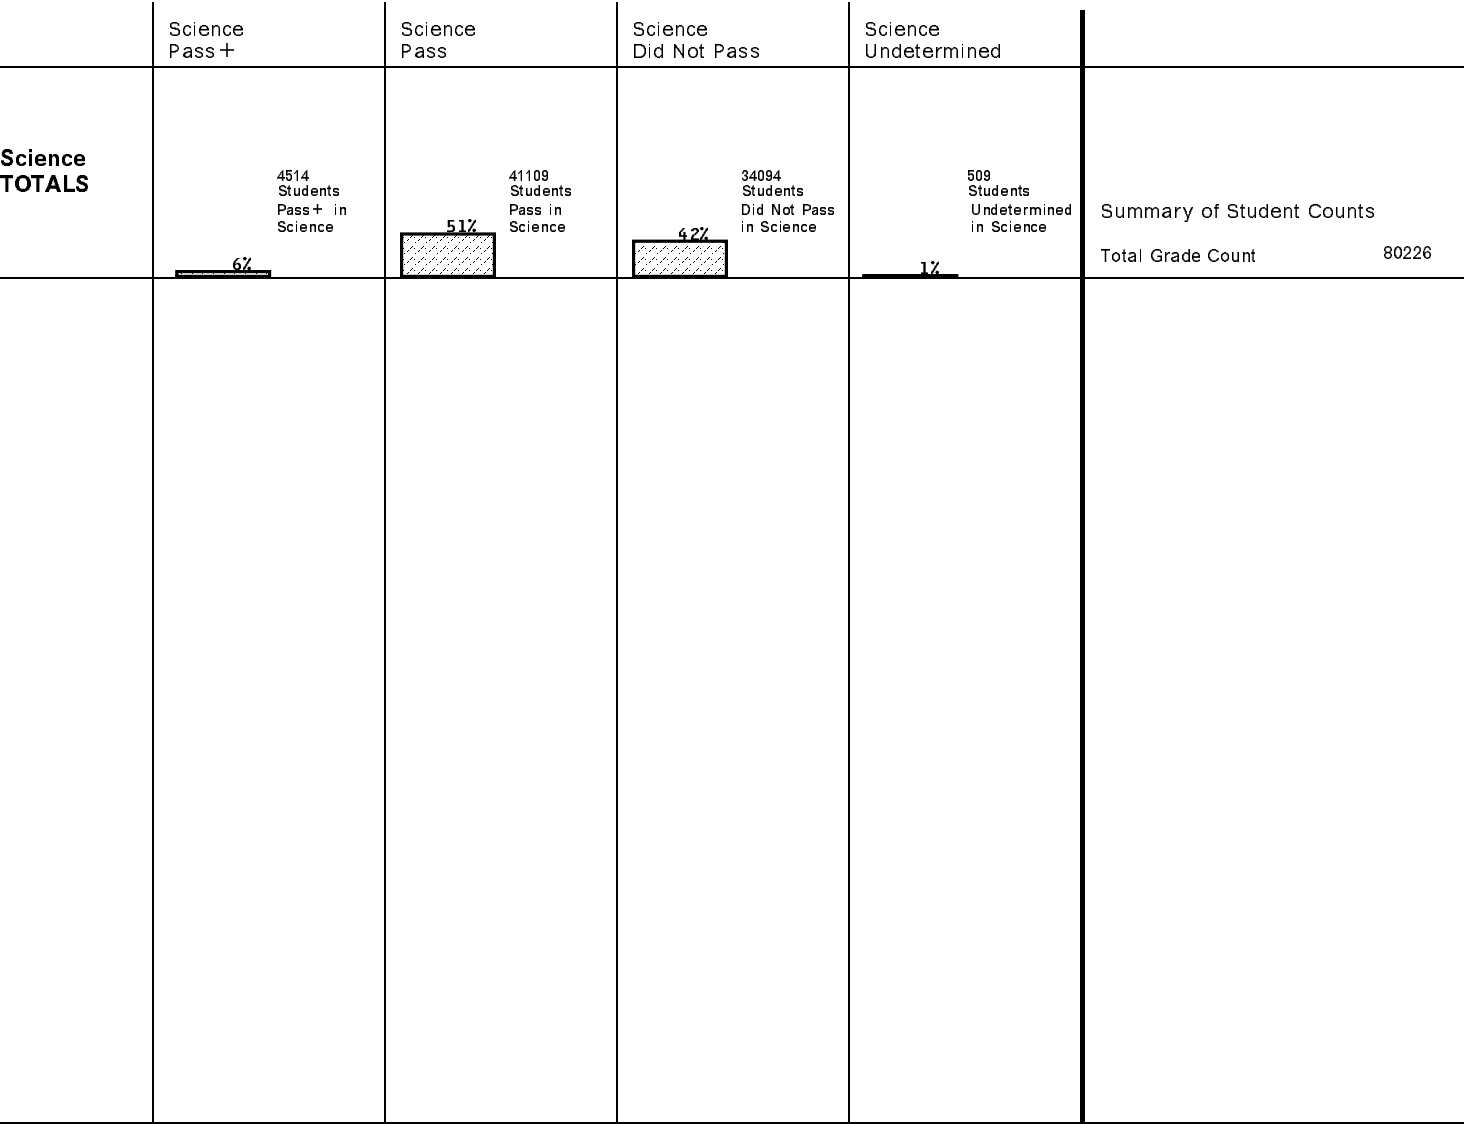 Science
Pass+
Science
Pass
Science
Did Not Pass
Science
Undetermined
Science
TOTALS
4514
Students
Pass+ in
Science
6%
41109
Students
Pass in
Science
51%
34094
Students
Did Not Pass
in Science
42%
509
Students
Undetermined
in Science
1%
Summary of Student Counts
Total Grade Count 80226